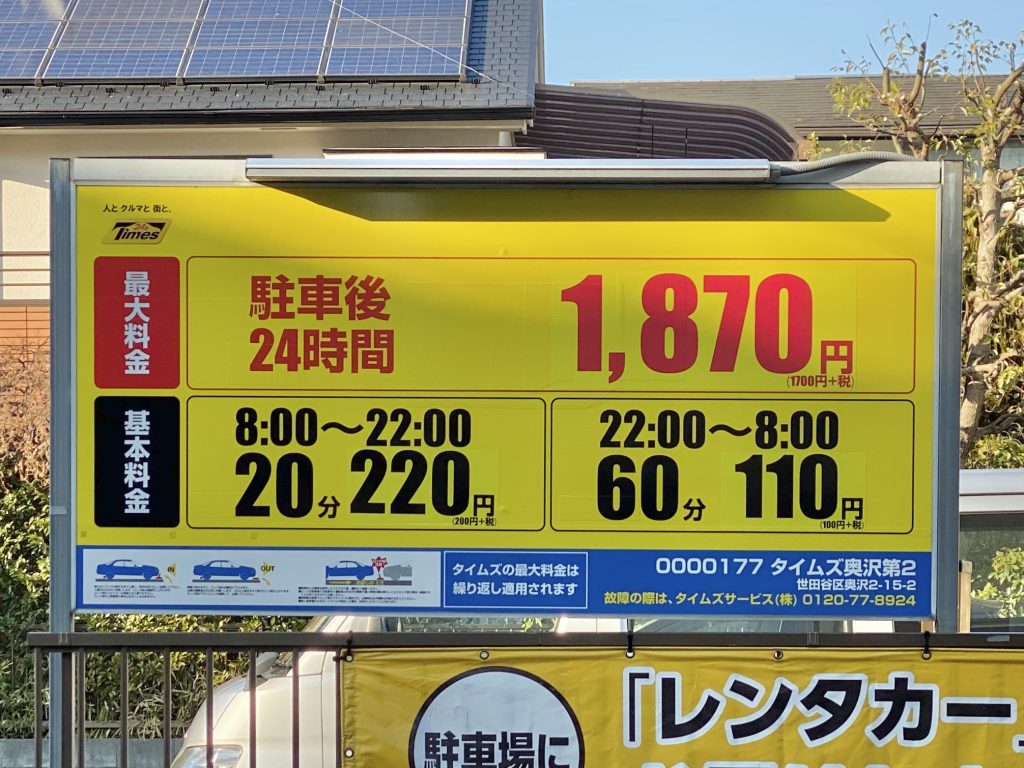 人と クルマと 街と、
24h
Times
最大料金
駐車後
24時間
1,870円
(1700円+税)
基本料金
8:00～22:00
20分 220円
(200円+税)
22:00～8:00
60分 110円
(100円+税)
IN
OUT
タイムズの最大料金は
繰り返し適用されます
0000177 タイムズ奥沢第2
世田谷区奥沢2-15-2
故障の際は、タイムズサービス(株) 0120-77-8924
駐車場に
「レンタカー